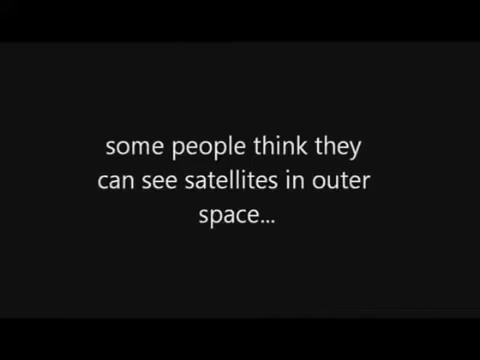 some people think they
can see satellites in outer
space...